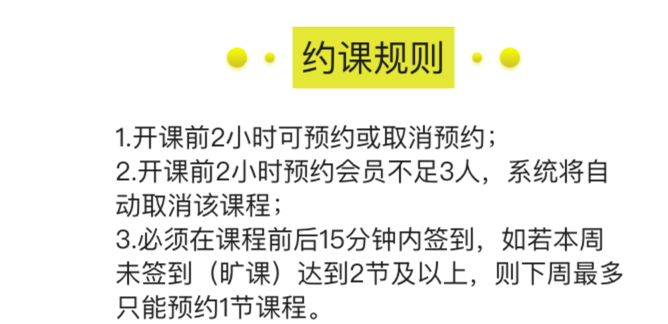 约课规则
1.开课前2小时可预约或取消预约；
2.开课前2小时预约会员不足3人，系统将自
动取消该课程；
3.必须在课程前后15分钟内签到，如若本周
未签到（旷课）达到2节及以上，则下周最多
只能预约1节课程。